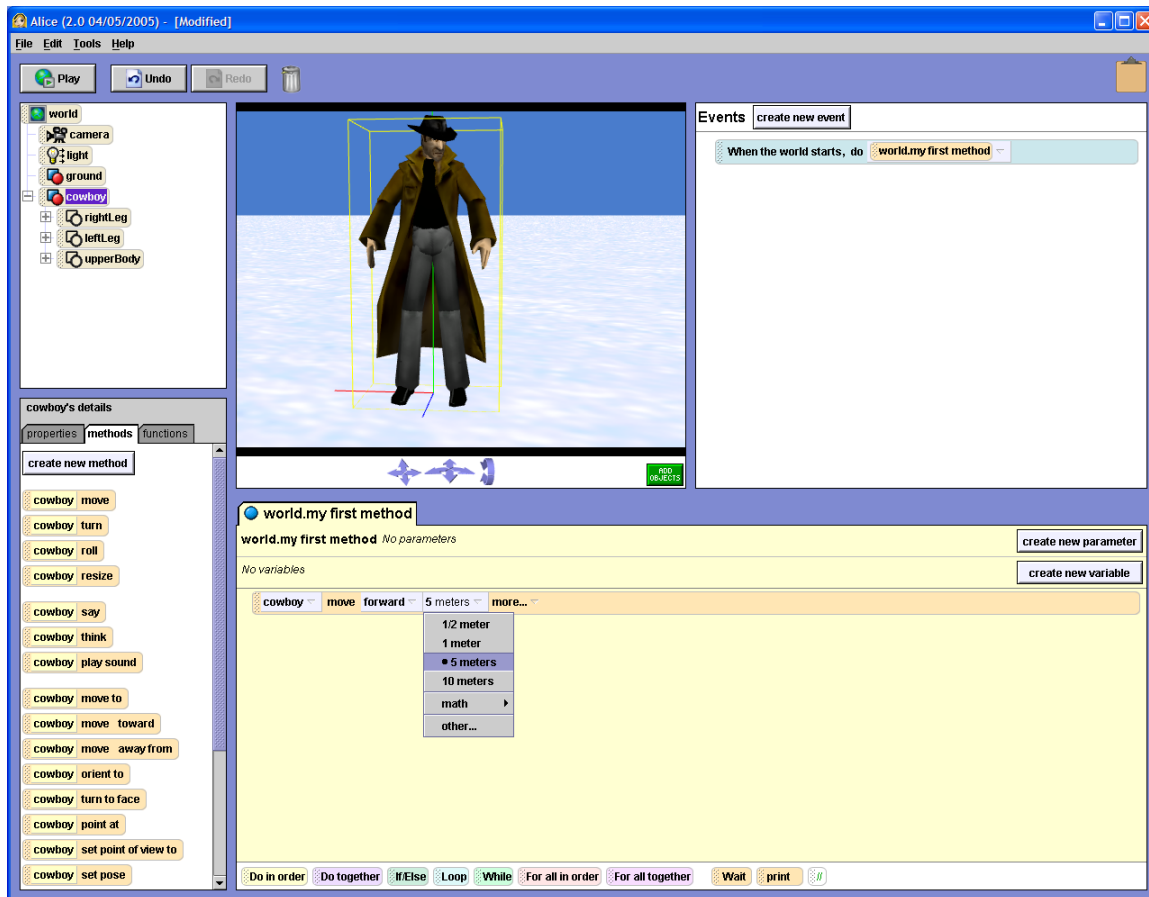 Alice (2.0 04/05/2005) - [Modified]
File Edit Tools Help
Play Undo Redo
world
camera
light
ground
cowboy
rightLeg
leftLeg
upperBody
ADD
OBJECTS
Events create new event
When the world starts, do world.my first method
cowboy's details
properties methods functions
create new method
cowboy move
cowboy turn
cowboy roll
cowboy resize
cowboy say
cowboy think
cowboy play sound
cowboy move to
cowboy move toward
cowboy move away from
cowboy orient to
cowboy turn to face
cowboy point at
cowboy set point of view to
cowboy set pose
world.my first method
world.my first method No parameters create new parameter
No variables create new variable
cowboy move forward 5 meters more...
1/2 meter
1 meter
5 meters
10 meters
math
other...
Do in order Do together If/Else Loop While For all in order For all together Wait print //